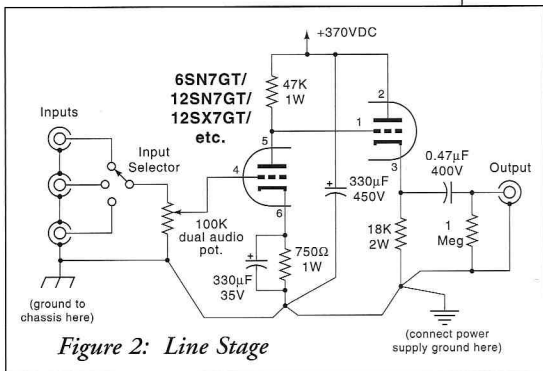 +370VDC
6SN7GT/
12SN7GT/
12SX7GT/
etc.
47K
1W
2
1
3
5
4
6
Inputs
Input
Selector
100K
dual audio
pot.
330µF
450V
0.47µF
400V
Output
18K
2W
1
Meg
750Ω
1W
330µF
35V
+
+
(ground to
chassis here)
(connect power
supply ground here)
Figure 2: Line Stage